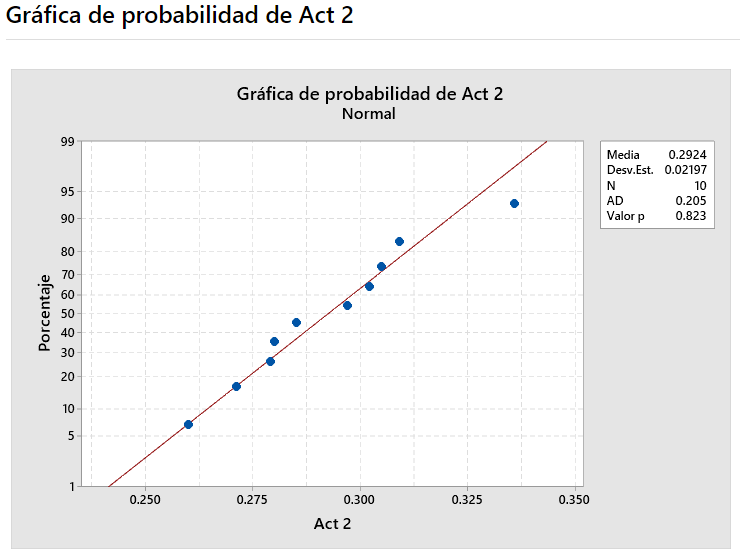 Gráfica de probabilidad de Act 2
Gráfica de probabilidad de Act 2
Normal
Media 0.2924
Desv.Est. 0.02197
N 10
AD 0.205
Valor p 0.823
Porcentaje
99
95
90
80
70
60
50
40
30
20
10
5
1
0.250 0.275 0.300 0.325 0.350
Act 2